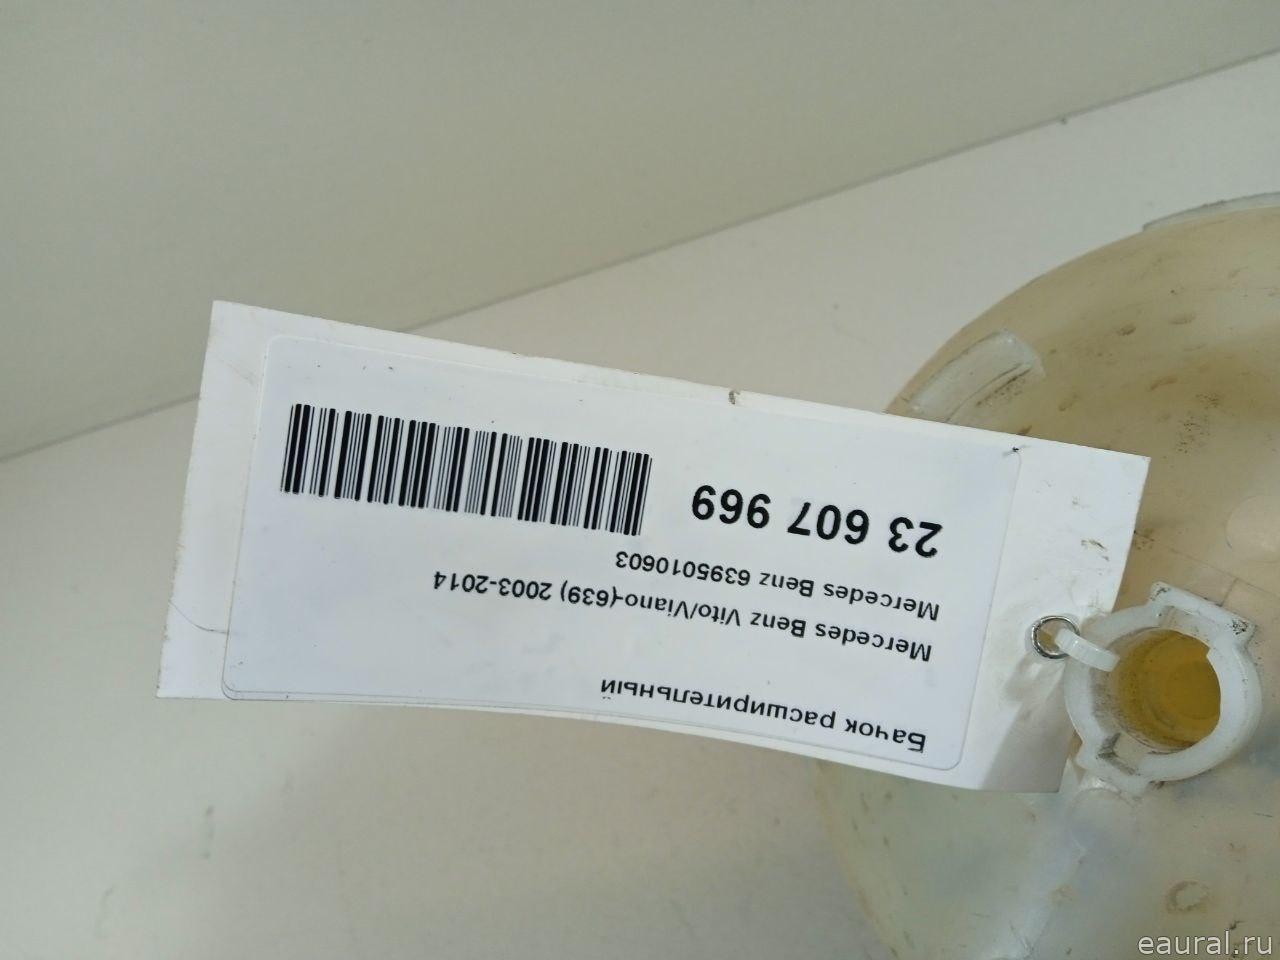 Бачок расширительный
Mercedes Benz Vito/Viano-(639) 2003-2014
Mercedes Benz 6395010603
23 607 969
eaural.ru